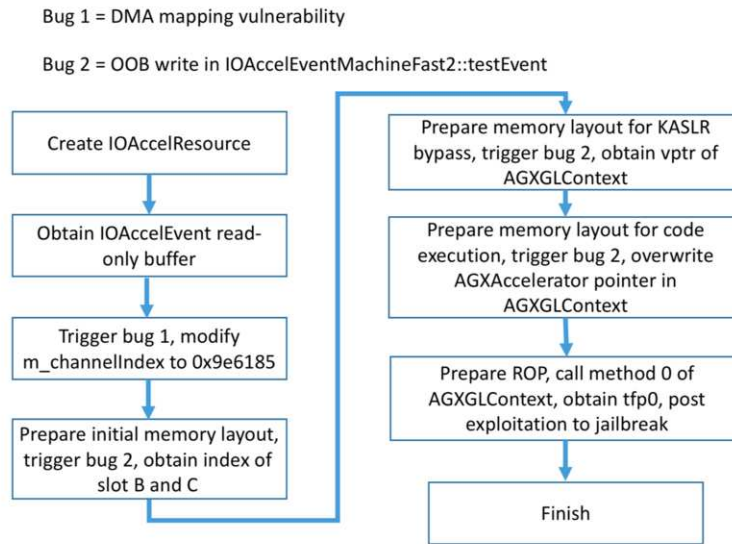 Bug 1 = DMA mapping vulnerability
Bug 2 = OOB write in IOAccelEventMachineFast2::testEvent
Create IOAccelResource
Obtain IOAccelEvent read-
only buffer
Trigger bug 1, modify
m_channelIndex to 0x9e6185
Prepare initial memory layout,
trigger bug 2, obtain index of
slot B and C
Prepare memory layout for KASLR
bypass, trigger bug 2, obtain vptr of
AGXGLContext
Prepare memory layout for code
execution, trigger bug 2, overwrite
AGXAccelerator pointer in
AGXGLContext
Prepare ROP, call method 0 of
AGXGLContext, obtain tfp0, post
exploitation to jailbreak
Finish